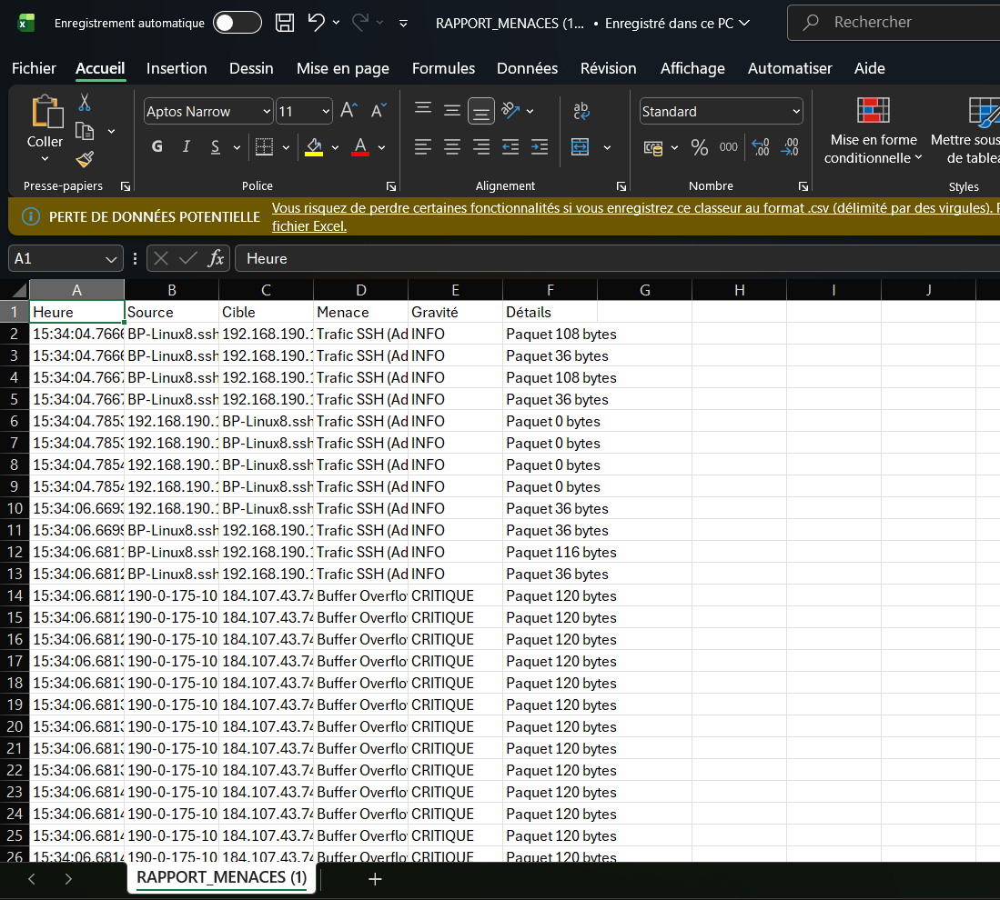 Enregistrement automatique RAPPORT_MENACES (1... • Enregistré dans ce PC Rechercher
Fichier Accueil Insertion Dessin Mise en page Formules Données Révision Affichage Automatiser Aide
Coller
Aptos Narrow 11
G I S
Standard
% 000
Mise en forme conditionnelle
Mettre sous de table
Presse-papiers Police Alignement Nombre Styles
PERTE DE DONNÉES POTENTIELLE Vous risquez de perdre certaines fonctionnalités si vous enregistrez ce classeur au format .csv (délimité par des virgules).
fichier Excel.
A1 fx Heure
A B C D E F G H I J
1 Heure Source Cible Menace Gravité Détails
2 15:34:04.766 BP-Linux8.ssh 192.168.190.1 Trafic SSH (Ad INFO Paquet 108 bytes
3 15:34:04.766 BP-Linux8.ssh 192.168.190.1 Trafic SSH (Ad INFO Paquet 36 bytes
4 15:34:04.7667 BP-Linux8.ssh 192.168.190.1 Trafic SSH (Ad INFO Paquet 108 bytes
5 15:34:04.7667 BP-Linux8.ssh 192.168.190.1 Trafic SSH (Ad INFO Paquet 36 bytes
6 15:34:04.785 192.168.190.1 BP-Linux8.ssh Trafic SSH (Ad INFO Paquet 0 bytes
7 15:34:04.785 192.168.190.1 BP-Linux8.ssh Trafic SSH (Ad INFO Paquet 0 bytes
8 15:34:04.7854 192.168.190.1 BP-Linux8.ssh Trafic SSH (Ad INFO Paquet 0 bytes
9 15:34:04.7854 192.168.190.1 BP-Linux8.ssh Trafic SSH (Ad INFO Paquet 0 bytes
10 15:34:06.669 192.168.190.1 BP-Linux8.ssh Trafic SSH (Ad INFO Paquet 36 bytes
11 15:34:06.669 BP-Linux8.ssh 192.168.190.1 Trafic SSH (Ad INFO Paquet 36 bytes
12 15:34:06.6811 BP-Linux8.ssh 192.168.190.1 Trafic SSH (Ad INFO Paquet 116 bytes
13 15:34:06.6812 BP-Linux8.ssh 192.168.190.1 Trafic SSH (Ad INFO Paquet 36 bytes
14 15:34:06.6812 190-0-175-10 184.107.43.74 Buffer Overflo CRITIQUE Paquet 120 bytes
15 15:34:06.6812 190-0-175-10 184.107.43.74 Buffer Overflo CRITIQUE Paquet 120 bytes
16 15:34:06.6812 190-0-175-10 184.107.43.74 Buffer Overflo CRITIQUE Paquet 120 bytes
17 15:34:06.6813 190-0-175-10 184.107.43.74 Buffer Overflo CRITIQUE Paquet 120 bytes
18 15:34:06.6813 190-0-175-10 184.107.43.74 Buffer Overflo CRITIQUE Paquet 120 bytes
19 15:34:06.6813 190-0-175-10 184.107.43.74 Buffer Overflo CRITIQUE Paquet 120 bytes
20 15:34:06.6813 190-0-175-10 184.107.43.74 Buffer Overflo CRITIQUE Paquet 120 bytes
21 15:34:06.6813 190-0-175-10 184.107.43.74 Buffer Overflo CRITIQUE Paquet 120 bytes
22 15:34:06.6813 190-0-175-10 184.107.43.74 Buffer Overflo CRITIQUE Paquet 120 bytes
23 15:34:06.6814 190-0-175-10 184.107.43.74 Buffer Overflo CRITIQUE Paquet 120 bytes
24 15:34:06.6814 190-0-175-10 184.107.43.74 Buffer Overflo CRITIQUE Paquet 120 bytes
25 15:34:06.6814 190-0-175-10 184.107.43.74 Buffer Overflo CRITIQUE Paquet 120 bytes
26 15:34:06.6814 190-0-175-10 184.107.43.74 Buffer Overflo CRITIQUE Paquet 120 bytes
RAPPORT_MENACES (1)